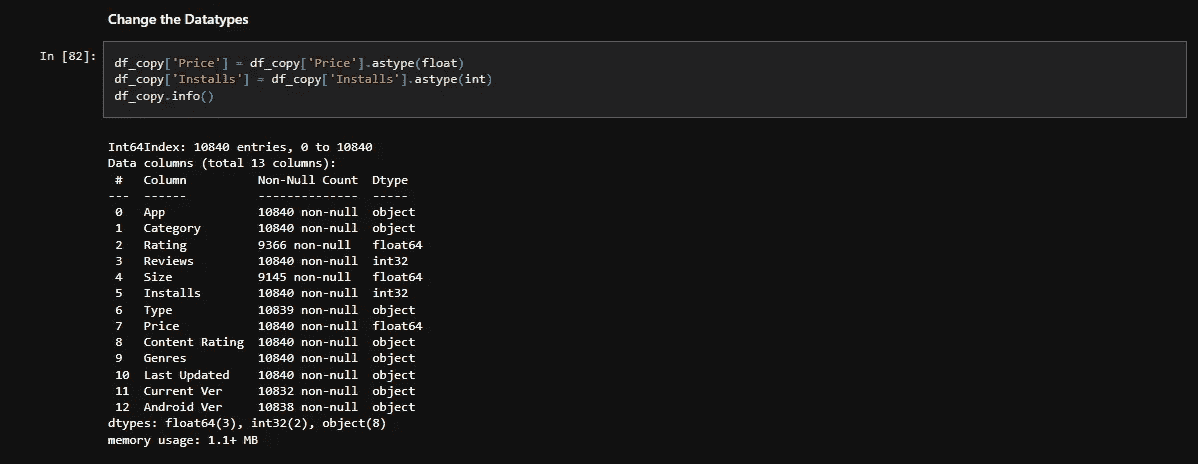 Change the Datatypes
In [82]:
df_copy['Price'] = df_copy['Price'].astype(float)
df_copy['Installs'] = df_copy['Installs'].astype(int)
df_copy.info()
Int64Index: 10840 entries, 0 to 10840
Data columns (total 13 columns):
 #   Column          Non-Null Count  Dtype
---  ------          --------------  -----
 0   App             10840 non-null  object
 1   Category        10840 non-null  object
 2   Rating          9366 non-null   float64
 3   Reviews         10840 non-null  int32
 4   Size            9145 non-null   float64
 5   Installs        10840 non-null  int32
 6   Type            10839 non-null  object
 7   Price           10840 non-null  float64
 8   Content Rating  10840 non-null  object
 9   Genres          10840 non-null  object
 10  Last Updated    10840 non-null  object
 11  Current Ver     10832 non-null  object
 12  Android Ver     10838 non-null  object
dtypes: float64(3), int32(2), object(8)
memory usage: 1.1+ MB